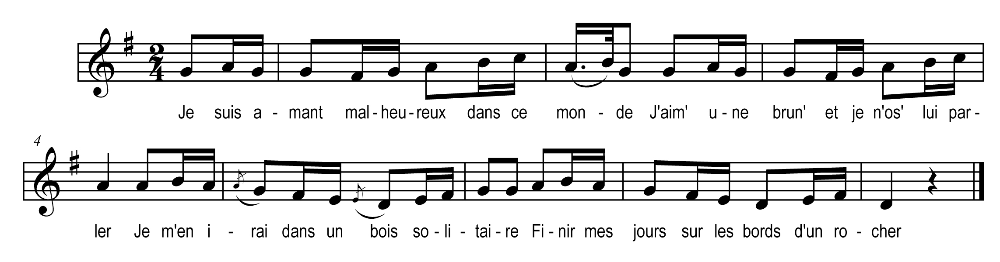 Je suis a - mant mal - heu - reux dans ce mon - de J'aim' u - ne brun' et je n'os' lui par -
4
ler Je m'en i - rai dans un bois so - li - tai - re Fi - nir mes jours sur les bords d'un ro - cher